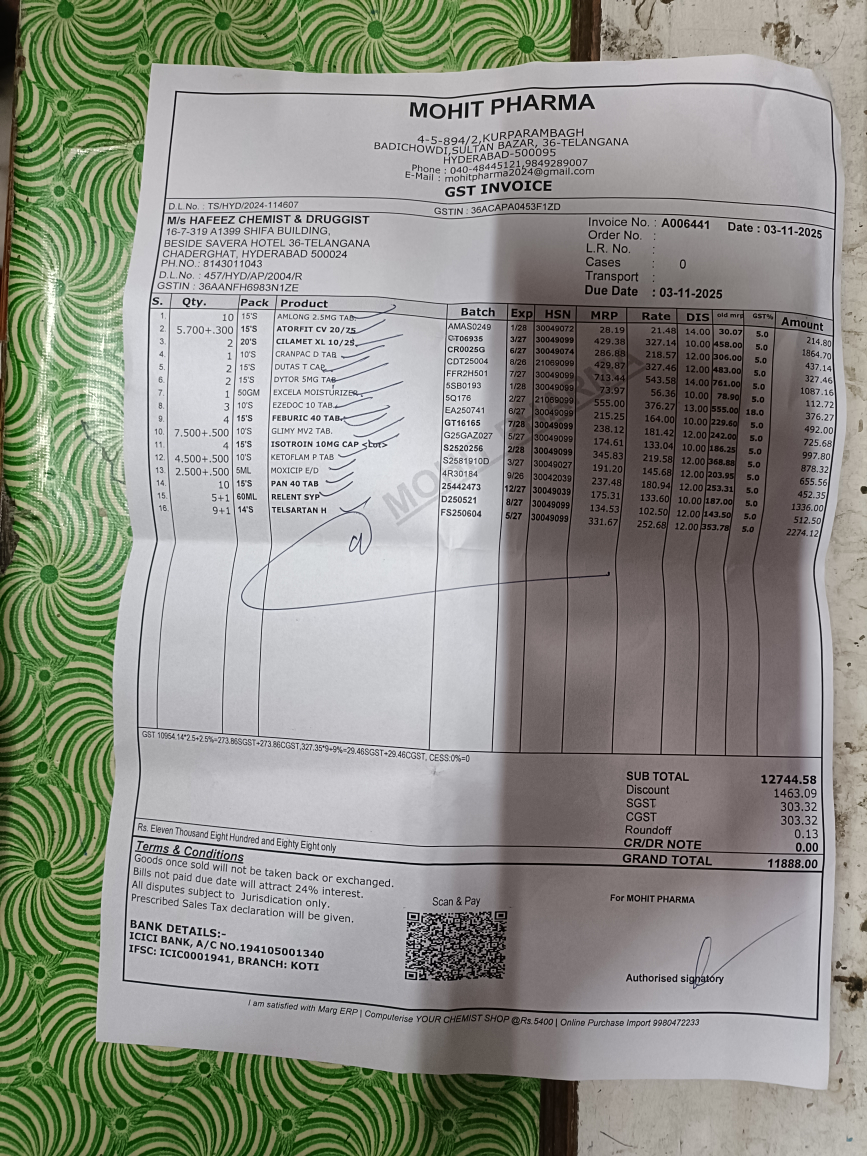 MOHIT PHARMA
4-5-894/2,KURPARAMBAGH
BADICHOWDI,SULTAN BAZAR, 36-TELANGANA
HYDERABAD-500095
Phone : 040-48445121,9849289007
E-Mail : mohitpharma2024@gmail.com
GST INVOICE
D.L.No. : TS/HYD/2024-114607 GSTIN : 36ACAPA0453F1ZD
M/s HAFEEZ CHEMIST & DRUGGIST
16-7-319 A1399 SHIFA BUILDING,
BESIDE SAVERA HOTEL 36-TELANGANA
CHADERGHAT, HYDERABAD 500024
PH.NO.: 8143011043
D.L.No. : 457/HYD/AP/2004/R
GSTIN : 36AANFH6983N1ZE
Invoice No. : A006441 Date : 03-11-2025
Order No. :
L.R. No. :
Cases : 0
Transport :
Due Date : 03-11-2025
S. Qty. Pack Product Batch Exp HSN MRP Rate DIS old mrp GST% Amount
1. 10 15'S AMLONG 2.5MG TAB AMAS0249 1/28 30049072 28.19 21.48 14.00 30.07 5.0 214.80
2. 5.700+.300 15'S ATORFIT CV 20/75 OT06935 3/27 30049099 429.38 327.14 10.00 458.00 5.0 1864.70
3. 2 20'S CILAMET XL 10/25 CR0025G 6/27 30049074 286.88 218.57 12.00 306.00 5.0 437.14
4. 1 10'S CRANPAC D TAB CDT25004 8/26 21069099 429.87 327.46 12.00 483.00 5.0 327.46
5. 2 15'S DUTAS T CAP FFR2H501 7/27 30049099 713.44 543.58 14.00 761.00 5.0 1087.16
6. 2 15'S DYTOR 5MG TAB 5SB0193 1/28 30049099 73.97 56.36 10.00 78.90 5.0 112.72
7. 1 50GM EXCELA MOISTURIZER 5Q176 2/27 21069099 555.00 376.27 13.00 555.00 18.0 376.27
8. 3 10'S EZEDOC 10 TAB EA250741 6/27 30049099 215.25 164.00 10.00 229.60 5.0 492.00
9. 4 15'S FEBURIC 40 TAB GT16165 7/28 30049099 238.12 181.42 10.00 242.00 5.0 725.68
10. 7.500+.500 10'S GLIMY MV2 TAB. G25GAZ027 5/27 30049099 174.61 133.04 10.00 186.25 5.0 997.80
11. 4 15'S ISOTROIN 10MG CAP S2520256 2/28 30049099 345.83 219.58 12.00 368.88 5.0 878.32
12. 4.500+.500 10'S KETOFLAM P TAB S2581910D 3/27 30049027 191.20 145.68 12.00 203.95 5.0 655.56
13. 2.500+.500 5ML MOXICIP E/D 4R30184 9/26 30042039 237.48 180.94 12.00 253.31 5.0 452.35
14. 10 15'S PAN 40 TAB 25442473 12/27 30049039 175.31 133.60 10.00 187.00 5.0 1336.00
15. 5+1 60ML RELENT SYP D250521 8/27 30049099 134.53 102.50 12.00 143.50 5.0 512.50
16. 9+1 14'S TELSARTAN H FS250604 5/27 30049099 331.67 252.68 12.00 353.78 5.0 2274.12
MOHIT PHARMA
GST 10954.14*2.5+2.5%=273.86SGST+273.86CGST,327.35*9+9%=29.46SGST+29.46CGST, CESS:0%=0
SUB TOTAL 12744.58
Discount 1463.09
SGST 303.32
CGST 303.32
Roundoff 0.13
CR/DR NOTE 0.00
GRAND TOTAL 11888.00
Rs. Eleven Thousand Eight Hundred and Eighty Eight only
Terms & Conditions
Goods once sold will not be taken back or exchanged.
Bills not paid due date will attract 24% interest.
All disputes subject to Jurisdication only.
Prescribed Sales Tax declaration will be given.
BANK DETAILS:-
ICICI BANK, A/C NO.194105001340
IFSC: ICIC0001941, BRANCH: KOTI
Scan & Pay
For MOHIT PHARMA
Authorised signatory
I am satisfied with Marg ERP | Computerise YOUR CHEMIST SHOP @Rs.5400 | Online Purchase Import 9980472233